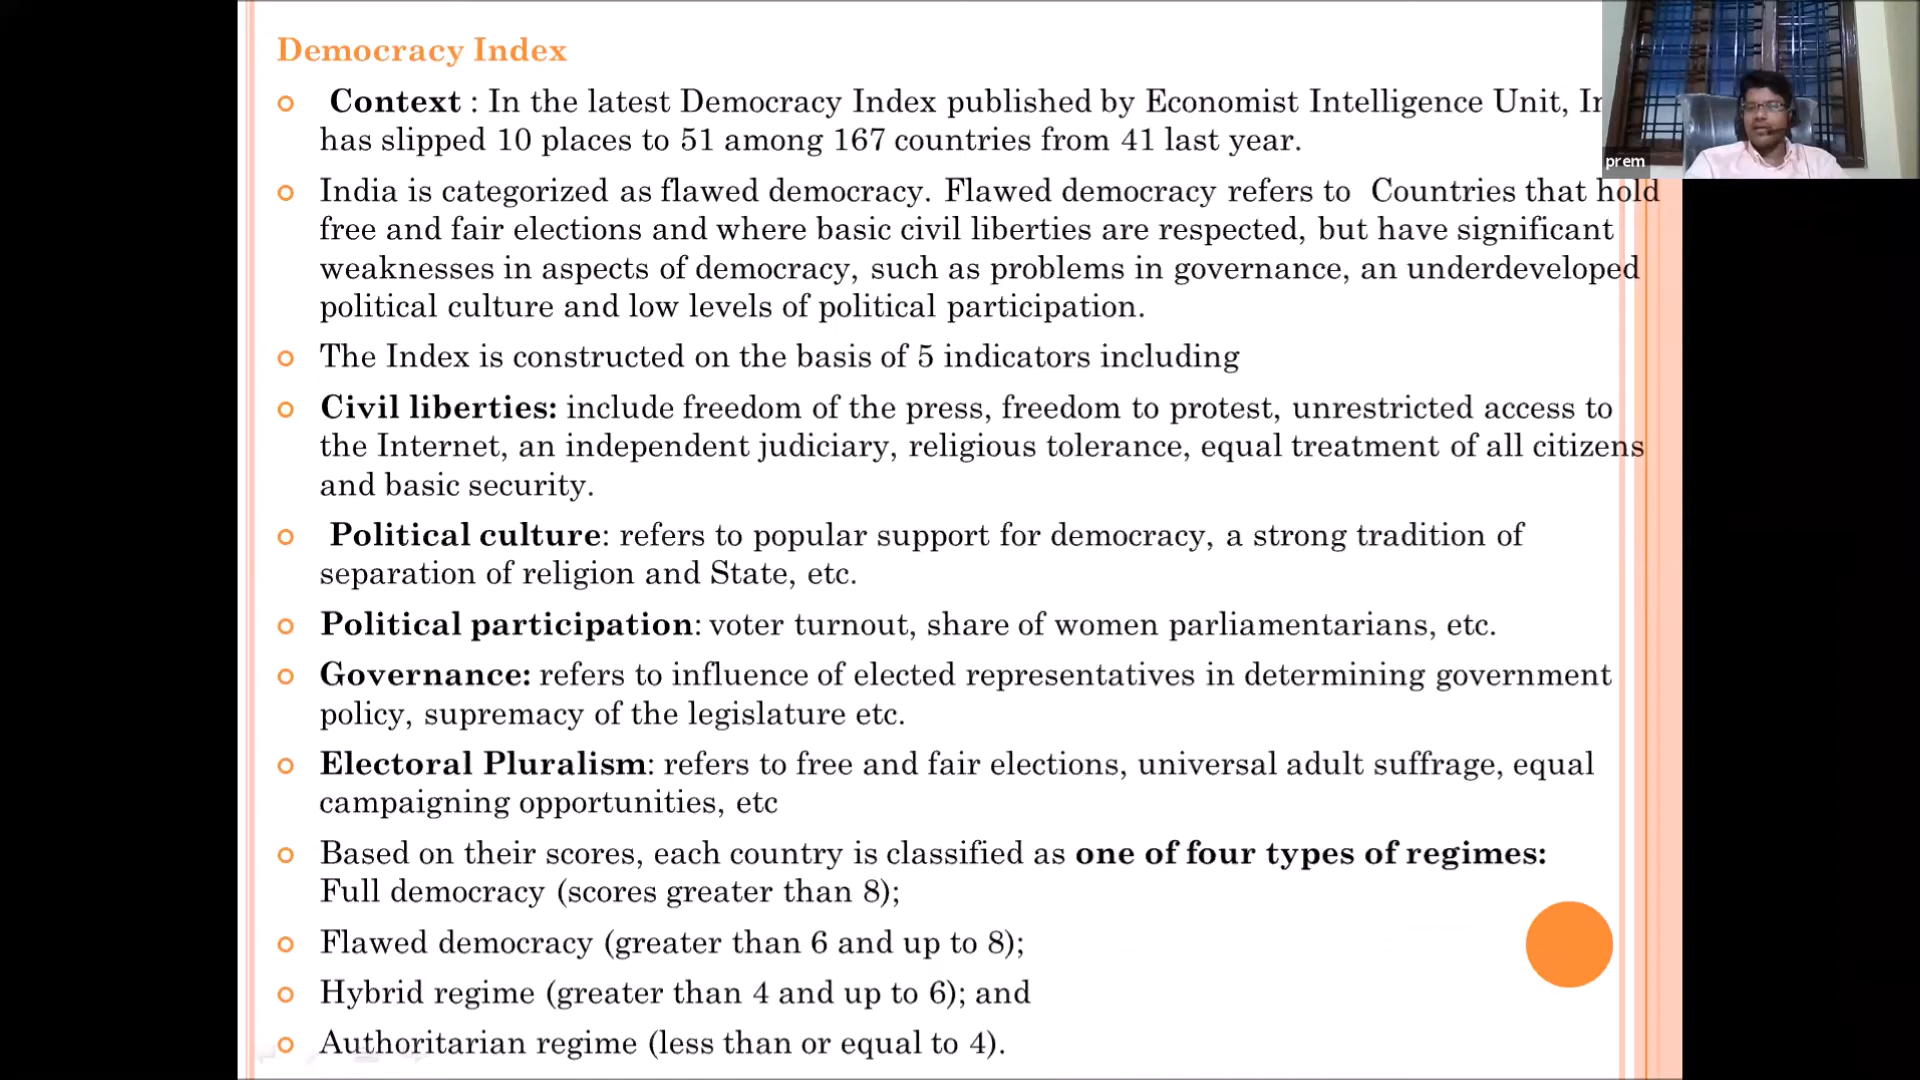 Democracy Index
Context : In the latest Democracy Index published by Economist Intelligence Unit,
has slipped 10 places to 51 among 167 countries from 41 last year.
India is categorized as flawed democracy. Flawed democracy refers to Countries that hold
free and fair elections and where basic civil liberties are respected, but have significant
weaknesses in aspects of democracy, such as problems in governance, an underdeveloped
political culture and low levels of political participation.
The Index is constructed on the basis of 5 indicators including
Civil liberties: include freedom of the press, freedom to protest, unrestricted access to
the Internet, an independent judiciary, religious tolerance, equal treatment of all citizens
and basic security.
Political culture: refers to popular support for democracy, a strong tradition of
separation of religion and State, etc.
Political participation: voter turnout, share of women parliamentarians, etc.
Governance: refers to influence of elected representatives in determining government
policy, supremacy of the legislature etc.
Electoral Pluralism: refers to free and fair elections, universal adult suffrage, equal
campaigning opportunities, etc
Based on their scores, each country is classified as one of four types of regimes:
Full democracy (scores greater than 8);
Flawed democracy (greater than 6 and up to 8);
Hybrid regime (greater than 4 and up to 6); and
Authoritarian regime (less than or equal to 4).
prem